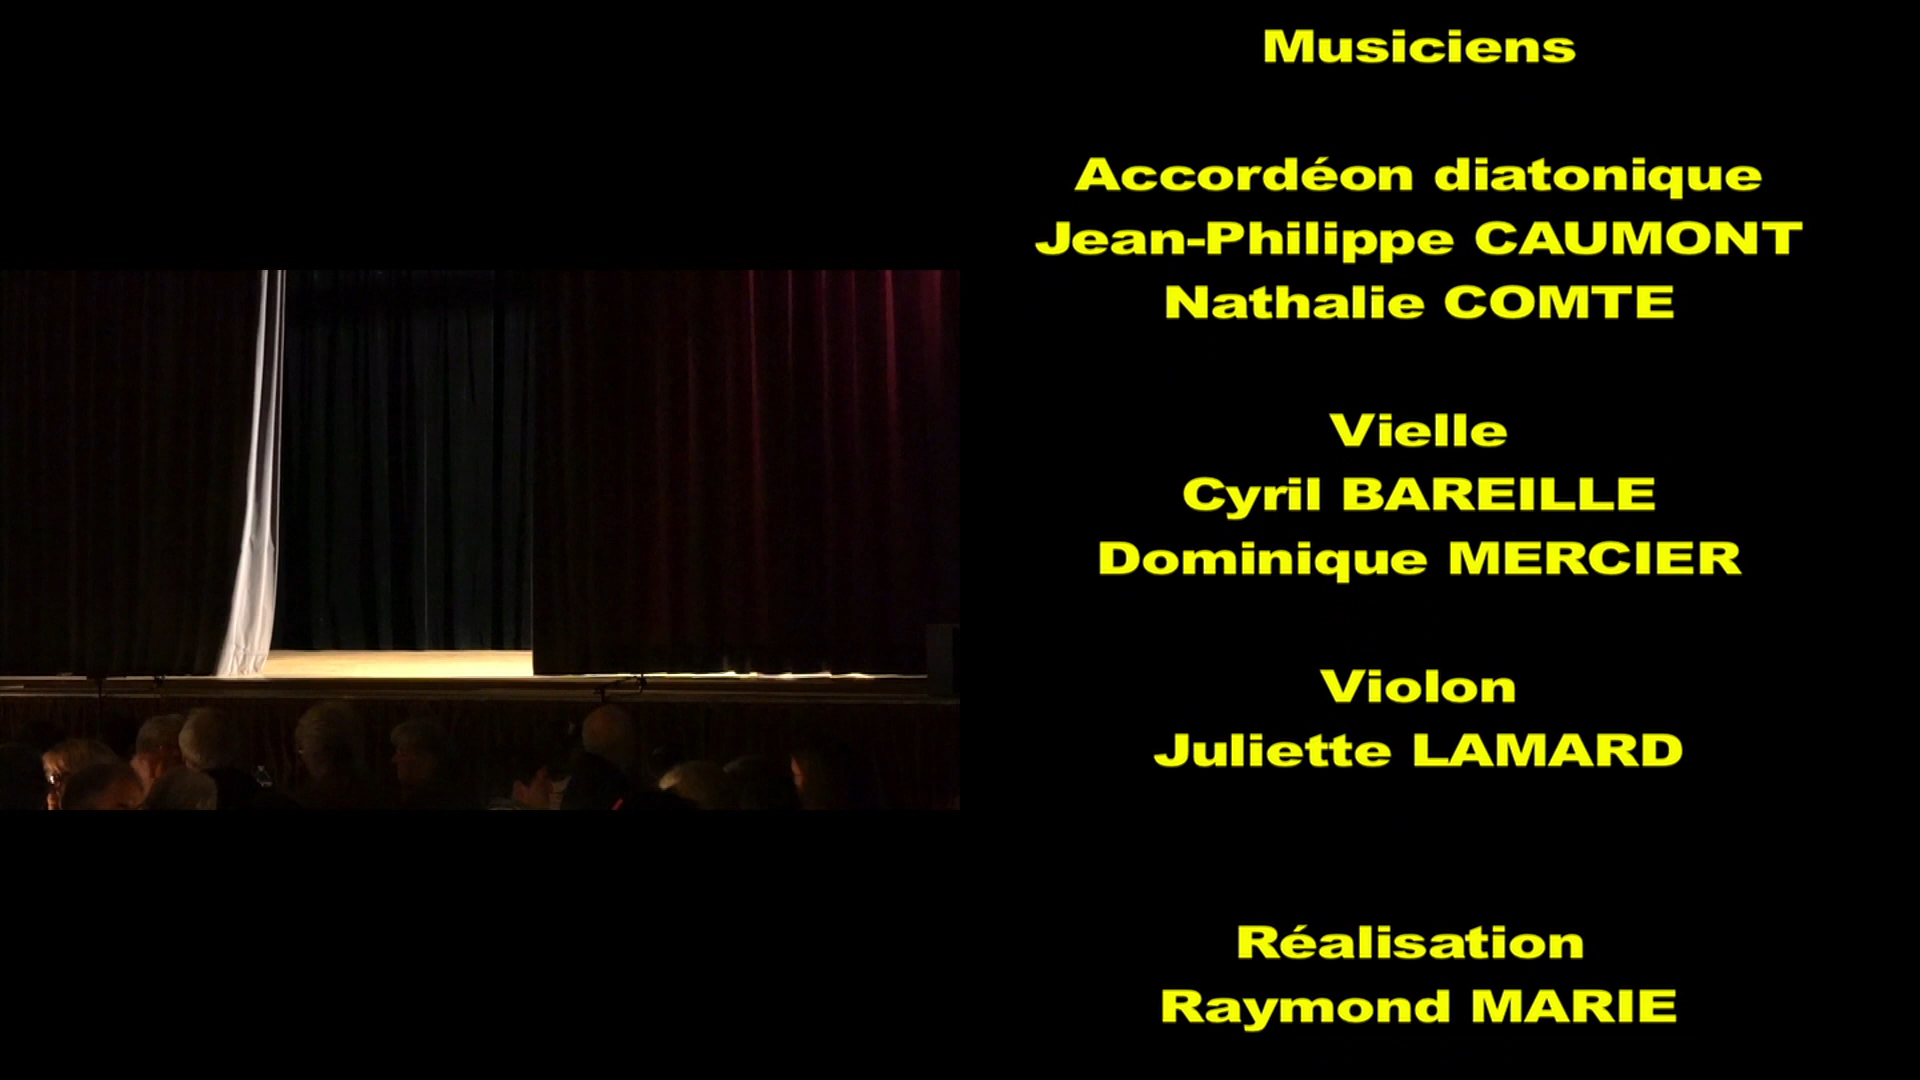 Musiciens
Accordéon diatonique
Jean-Philippe CAUMONT
Nathalie COMTE
Vielle
Cyril BAREILLE
Dominique MERCIER
Violon
Juliette LAMARD
Réalisation
Raymond MARIE